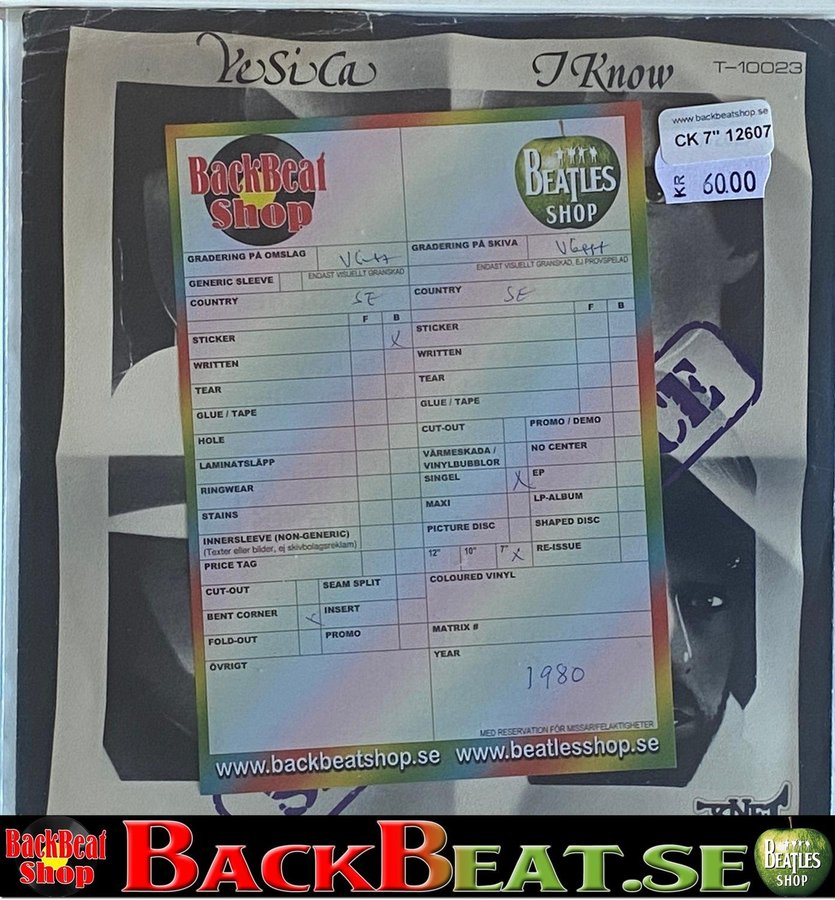 YeSiCa I Know T-10023
www.backbeatshop.se
CK 7" 12607
KR 60.00
BackBeat
Shop
BEATLES
SHOP
GRADERING PÅ OMSLAG
GRADERING PÅ SKIVA
GENERIC SLEEVE
ENDAST VISUELLT GRANSKAD
ENDAST VISUELLT GRANSKAD, EJ PROVSPELAD
COUNTRY SE
COUNTRY SE
F B
F B
STICKER X
STICKER
WRITTEN
WRITTEN
TEAR
TEAR
GLUE / TAPE
GLUE / TAPE
HOLE
CUT-OUT
PROMO / DEMO
LAMINATSLÄPP
VÄRMESKADA /
VINYLBUBBLOR
NO CENTER
RINGWEAR
SINGEL X
EP
STAINS
MAXI
LP-ALBUM
INNERSLEEVE (NON-GENERIC)
(Texter eller bilder, ej skivbolagsreklam)
PICTURE DISC
SHAPED DISC
PRICE TAG
12" 10" 7" X
RE-ISSUE
CUT-OUT
SEAM SPLIT
COLOURED VINYL
BENT CORNER X
INSERT
FOLD-OUT
PROMO
MATRIX #
ÖVRIGT
YEAR
1980
MED RESERVATION FÖR MISSAR/FELAKTIGHETER
www.backbeatshop.se www.beatlesshop.se
BackBeat
Shop
BACKBEAT.SE
BEATLES
SHOP